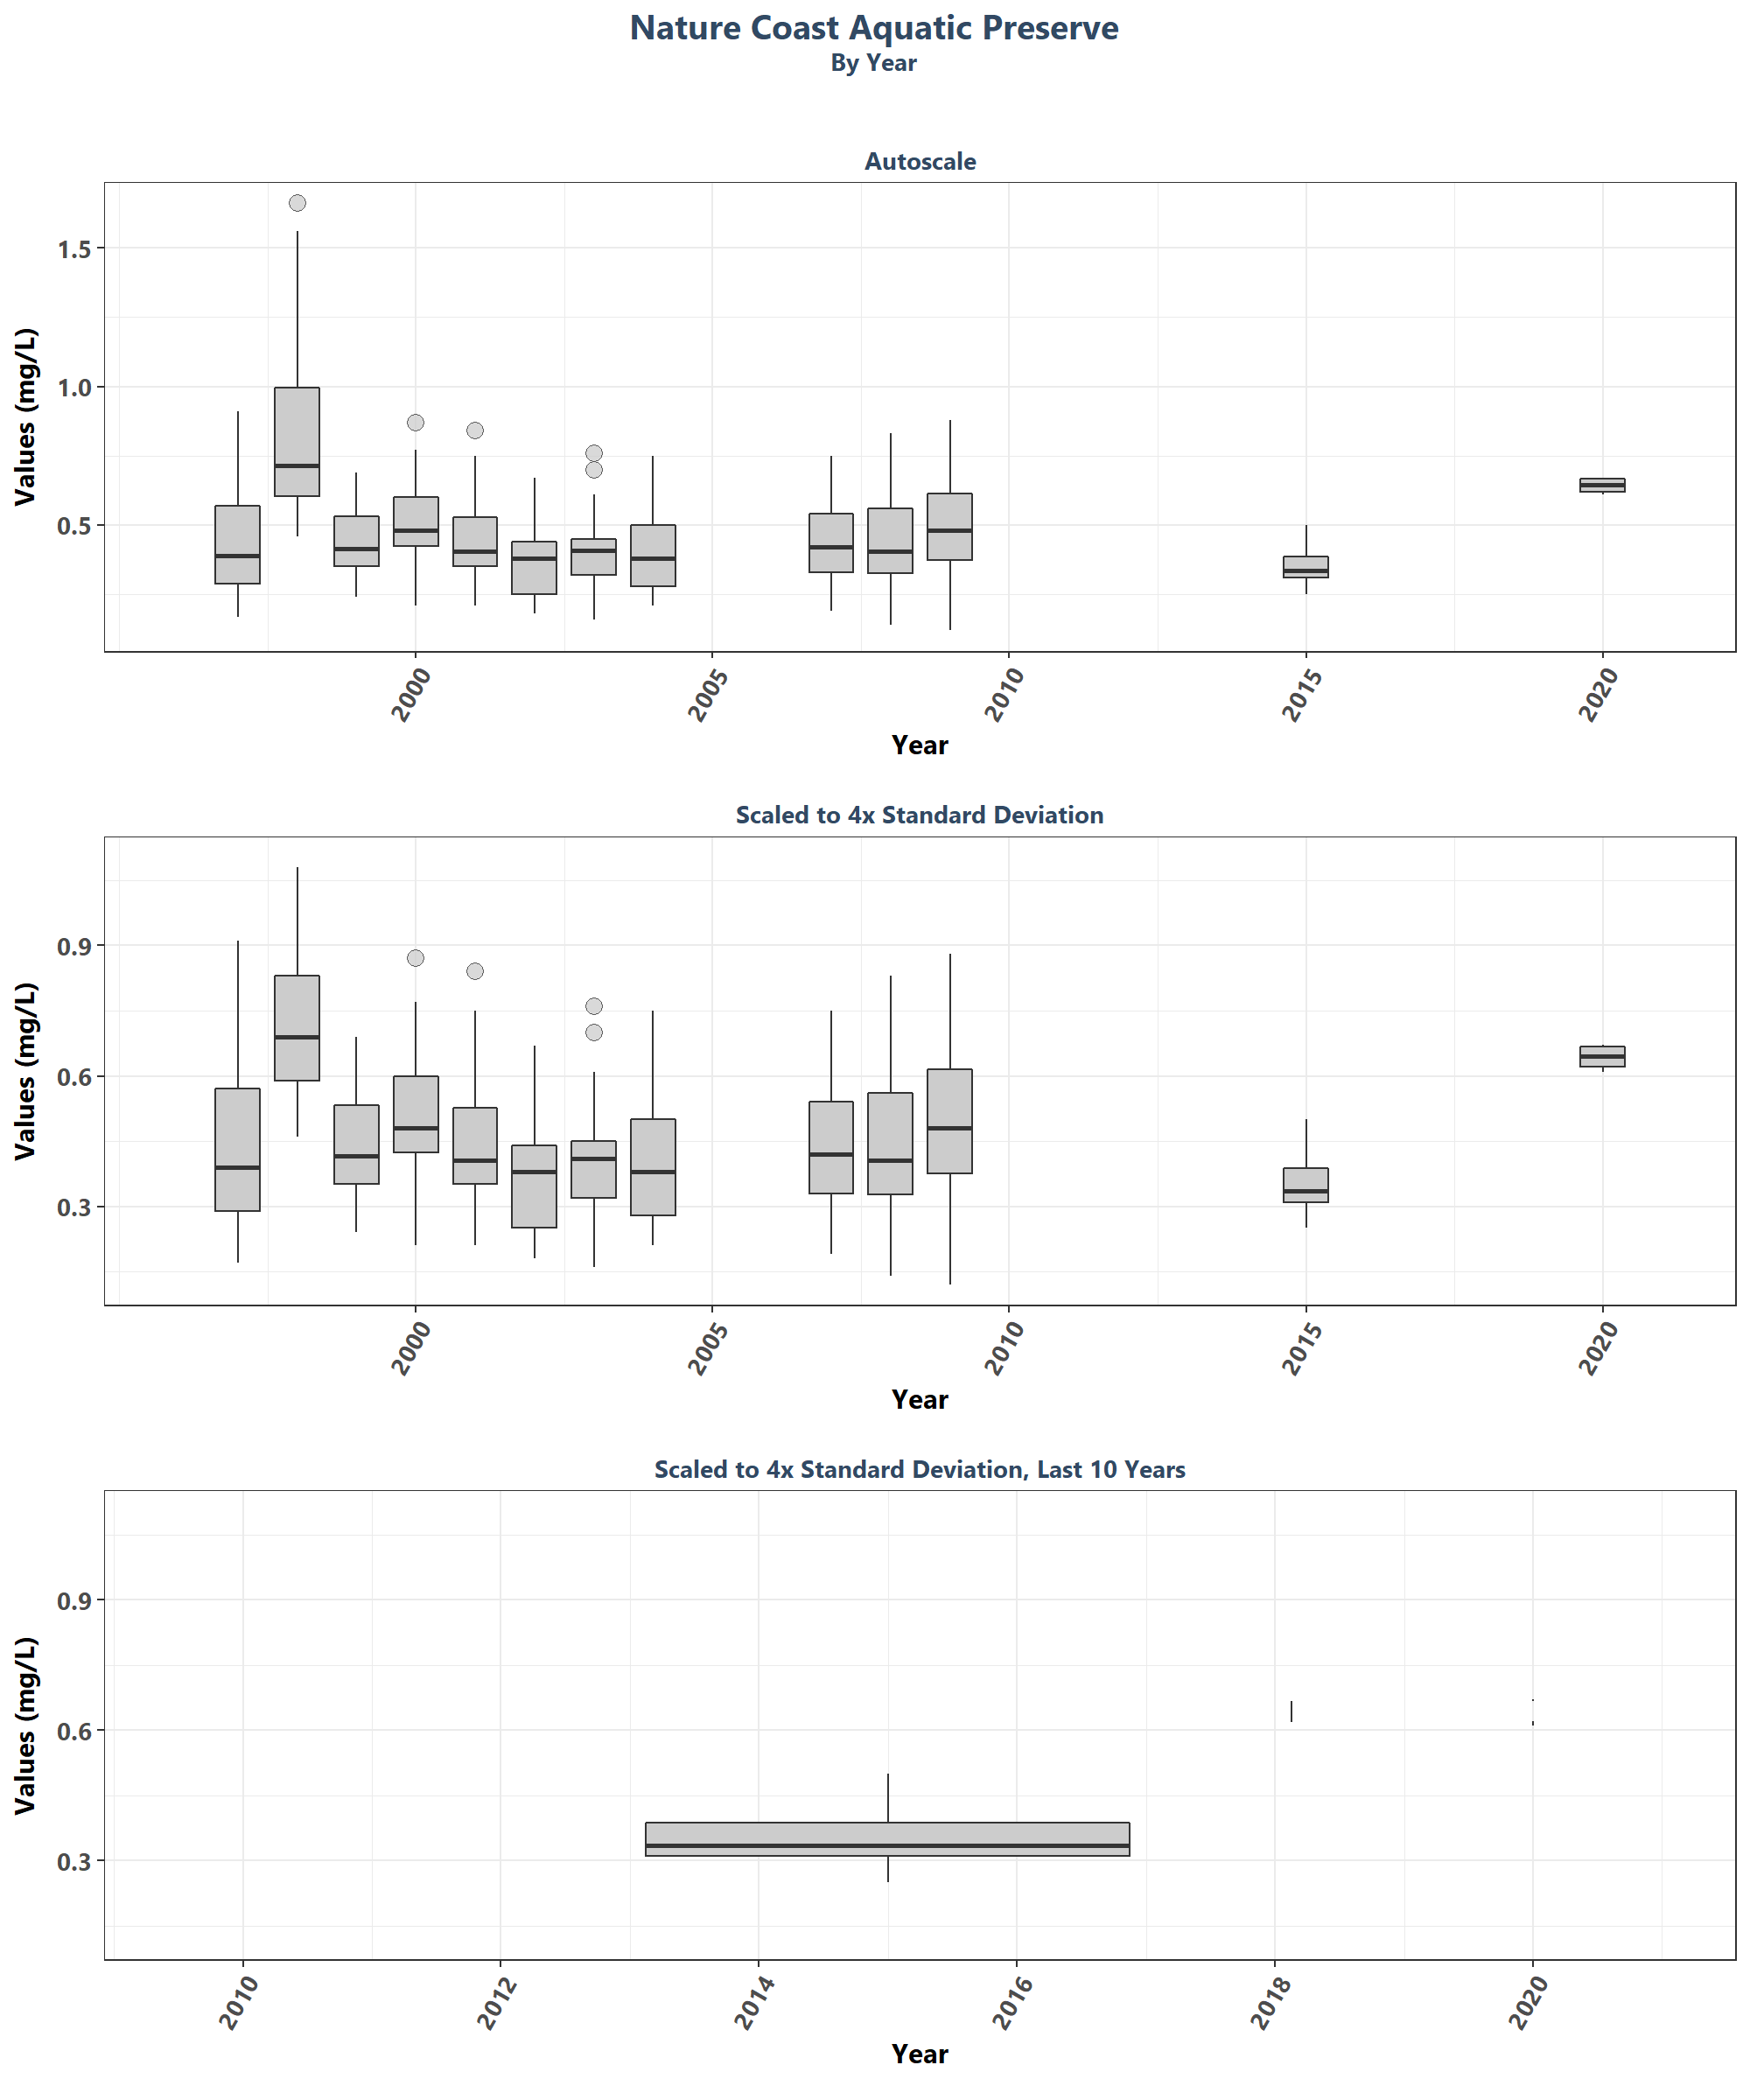 Nature Coast Aquatic Preserve
By Year
Autoscale
Values (mg/L)
1.5
1.0
0.5
2000
2005
2010
2015
2020
Year
Scaled to 4x Standard Deviation
Values (mg/L)
0.9
0.6
0.3
2000
2005
2010
2015
2020
Year
Scaled to 4x Standard Deviation, Last 10 Years
Values (mg/L)
0.9
0.6
0.3
2010
2012
2014
2016
2018
2020
Year